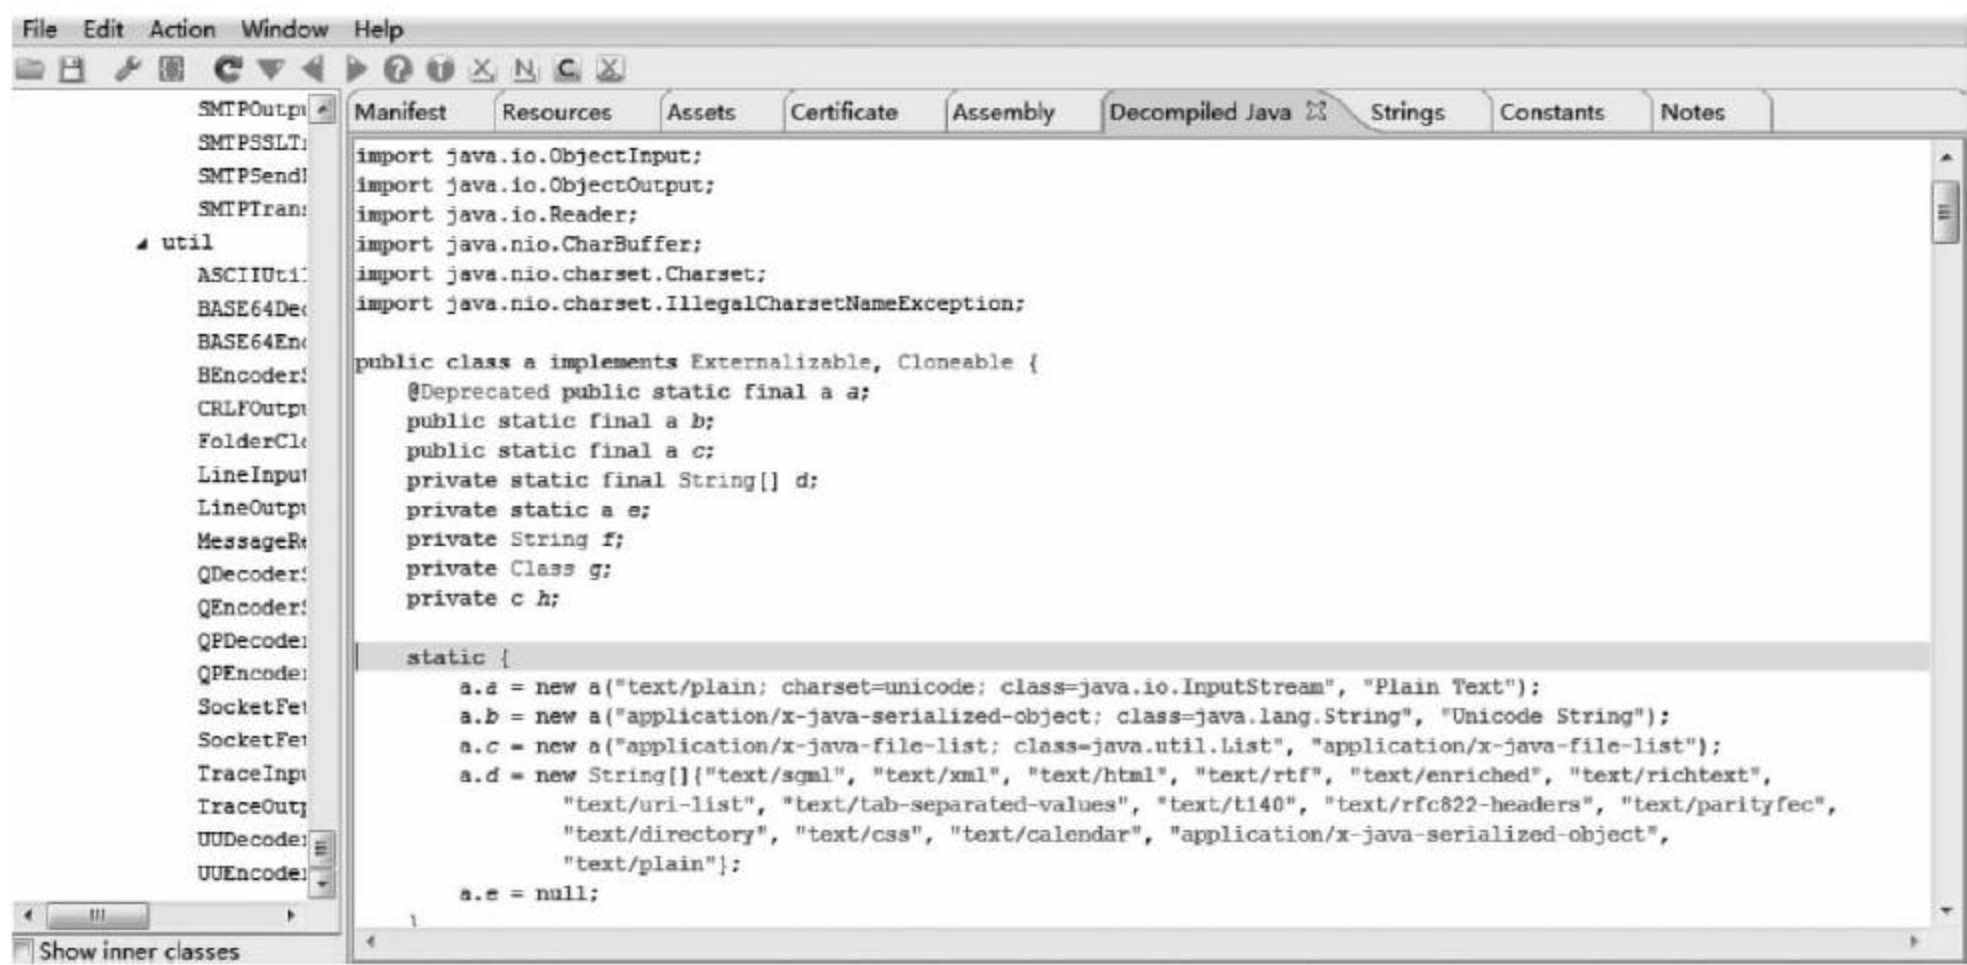 File Edit Action Window Help
SMTPOutpu
SMTPSSLT
SMTPSend
SMTPTrans
util
ASCIIUti
BASE64Dec
BASE64Enc
BEncoderS
CRLFOutpu
FolderClo
LineInput
LineOutpu
MessageRe
QDecoderS
QEncoderS
QPDecoder
QPEncoder
SocketFet
SocketFet
TraceInpu
TraceOutp
UUDecoder
UUEncoder
Show inner classes
Manifest Resources Assets Certificate Assembly Decompiled Java Strings Constants Notes
import java.io.ObjectInput;
import java.io.ObjectOutput;
import java.io.Reader;
import java.nio.CharBuffer;
import java.nio.charset.Charset;
import java.nio.charset.IllegalCharsetNameException;
public class a implements Externalizable, Cloneable {
@Deprecated public static final a a;
public static final a b;
public static final a c;
private static final String[] d;
private static a e;
private String f;
private Class g;
private c h;
static {
a.a = new a("text/plain; charset=unicode; class=java.io.InputStream", "Plain Text");
a.b = new a("application/x-java-serialized-object; class=java.lang.String", "Unicode String");
a.c = new a("application/x-java-file-list; class=java.util.List", "application/x-java-file-list");
a.d = new String[]{"text/sgml", "text/xml", "text/html", "text/rtf", "text/enriched", "text/richtext",
"text/uri-list", "text/tab-separated-values", "text/t140", "text/rfc822-headers", "text/parityfec",
"text/directory", "text/css", "text/calendar", "application/x-java-serialized-object",
"text/plain"};
a.e = null;
}